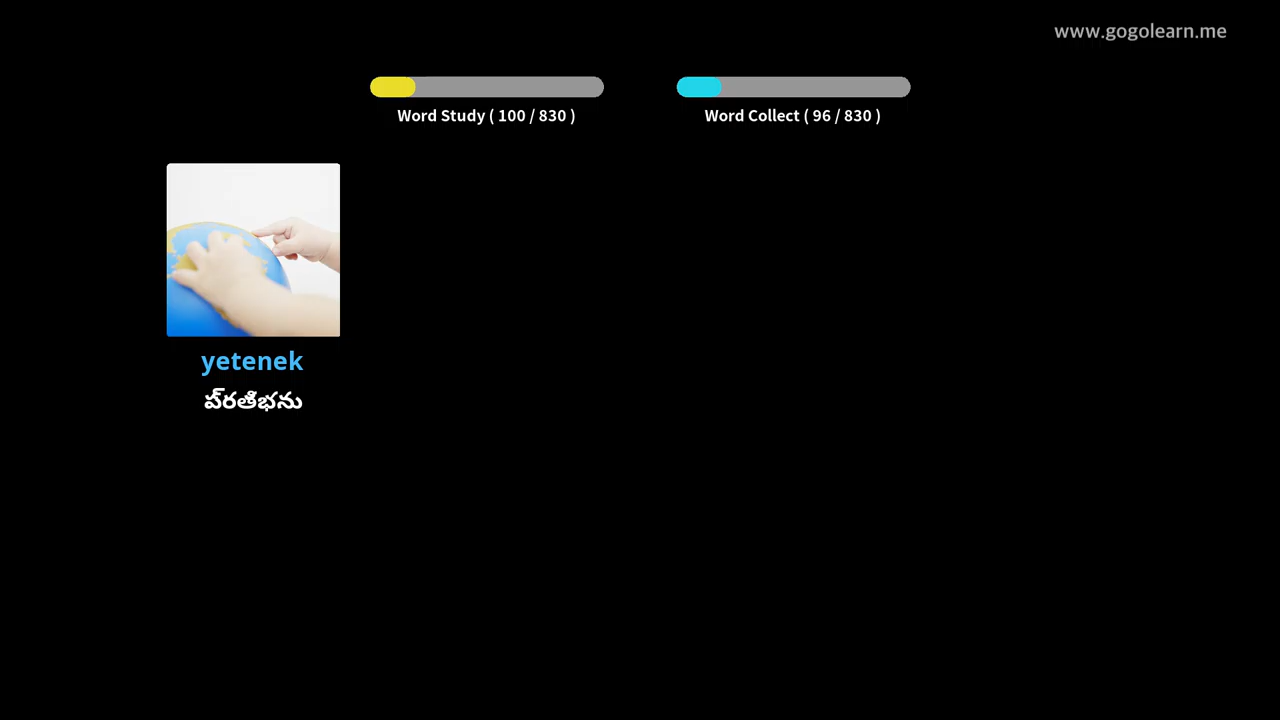 www.gogolearn.me
Word Study ( 100 / 830 )
Word Collect ( 96 / 830 )
yetenek
ప్రతిభను